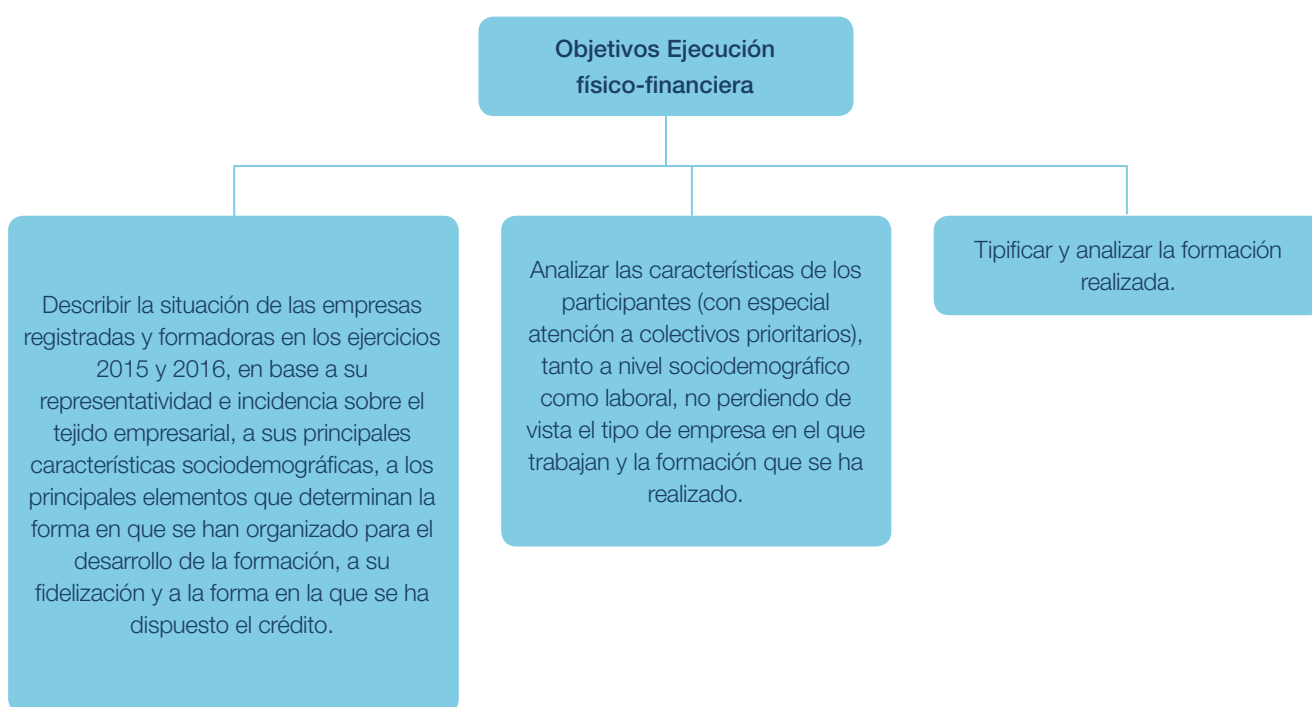 Objetivos Ejecución
físico-financiera
Describir la situación de las empresas
registradas y formadoras en los ejercicios
2015 y 2016, en base a su
representatividad e incidencia sobre el
tejido empresarial, a sus principales
características sociodemográficas, a los
principales elementos que determinan la
forma en que se han organizado para el
desarrollo de la formación, a su
fidelización y a la forma en la que se ha
dispuesto el crédito.
Analizar las características de los
participantes (con especial
atención a colectivos prioritarios),
tanto a nivel sociodemográfico
como laboral, no perdiendo de
vista el tipo de empresa en el que
trabajan y la formación que se ha
realizado.
Tipificar y analizar la formación
realizada.